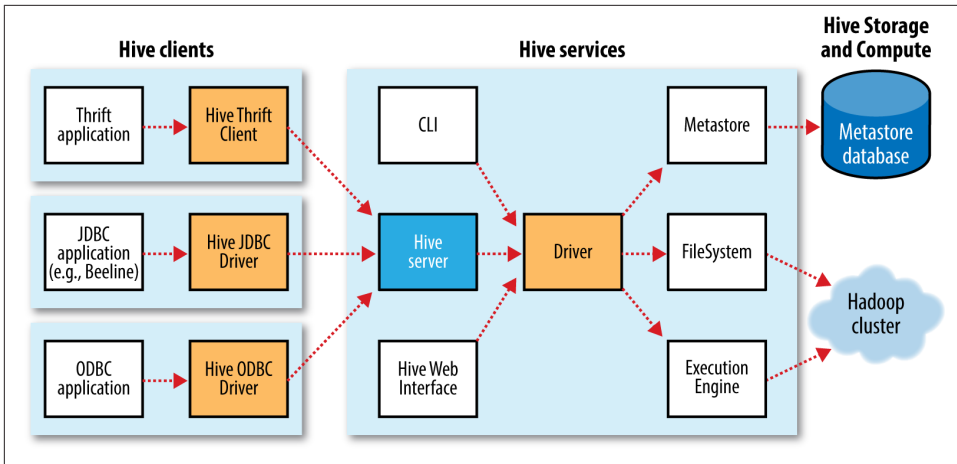 Hive clients
Hive services
Hive Storage
and Compute
Thrift
application
Hive Thrift
Client
CLI
Metastore
Metastore
database
JDBC
application
(e.g., Beeline)
Hive JDBC
Driver
Hive
server
Driver
FileSystem
Hadoop
cluster
ODBC
application
Hive ODBC
Driver
Hive Web
Interface
Execution
Engine